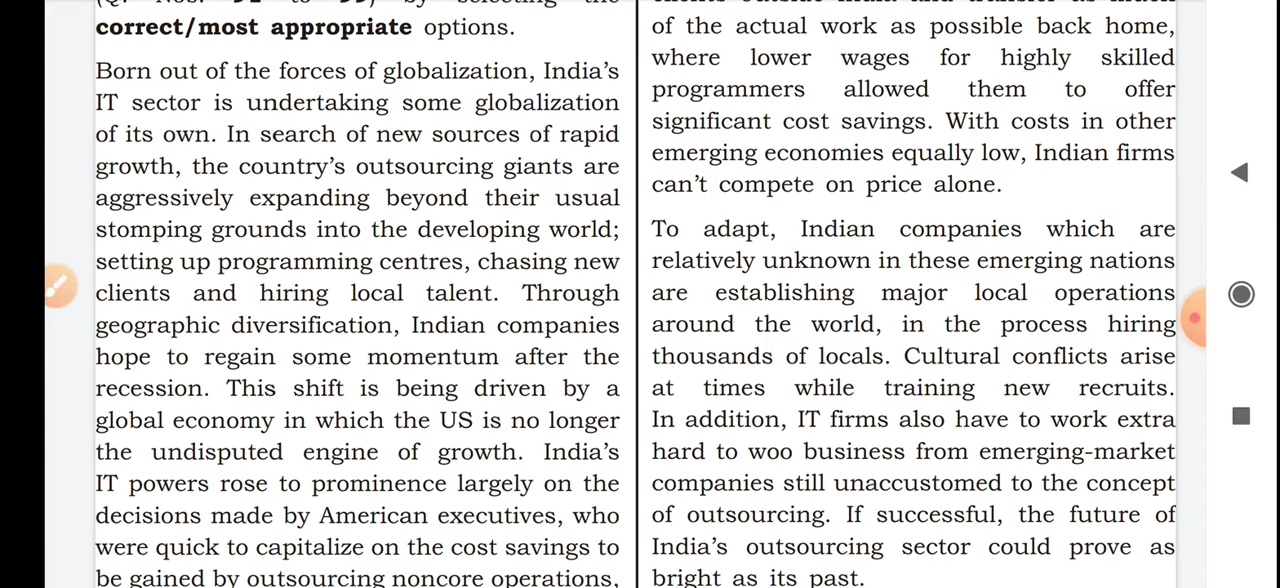 correct/most appropriate options.
Born out of the forces of globalization, India's
IT sector is undertaking some globalization
of its own. In search of new sources of rapid
growth, the country's outsourcing giants are
aggressively expanding beyond their usual
stomping grounds into the developing world;
setting up programming centres, chasing new
clients and hiring local talent. Through
geographic diversification, Indian companies
hope to regain some momentum after the
recession. This shift is being driven by a
global economy in which the US is no longer
the undisputed engine of growth. India's
IT powers rose to prominence largely on the
decisions made by American executives, who
were quick to capitalize on the cost savings to
be gained by outsourcing noncore operations,
of the actual work as possible back home,
where lower wages for highly skilled
programmers allowed them to offer
significant cost savings. With costs in other
emerging economies equally low, Indian firms
can't compete on price alone.
To adapt, Indian companies which are
relatively unknown in these emerging nations
are establishing major local operations
around the world, in the process hiring
thousands of locals. Cultural conflicts arise
at times while training new recruits.
In addition, IT firms also have to work extra
hard to woo business from emerging-market
companies still unaccustomed to the concept
of outsourcing. If successful, the future of
India's outsourcing sector could prove as
bright as its past.